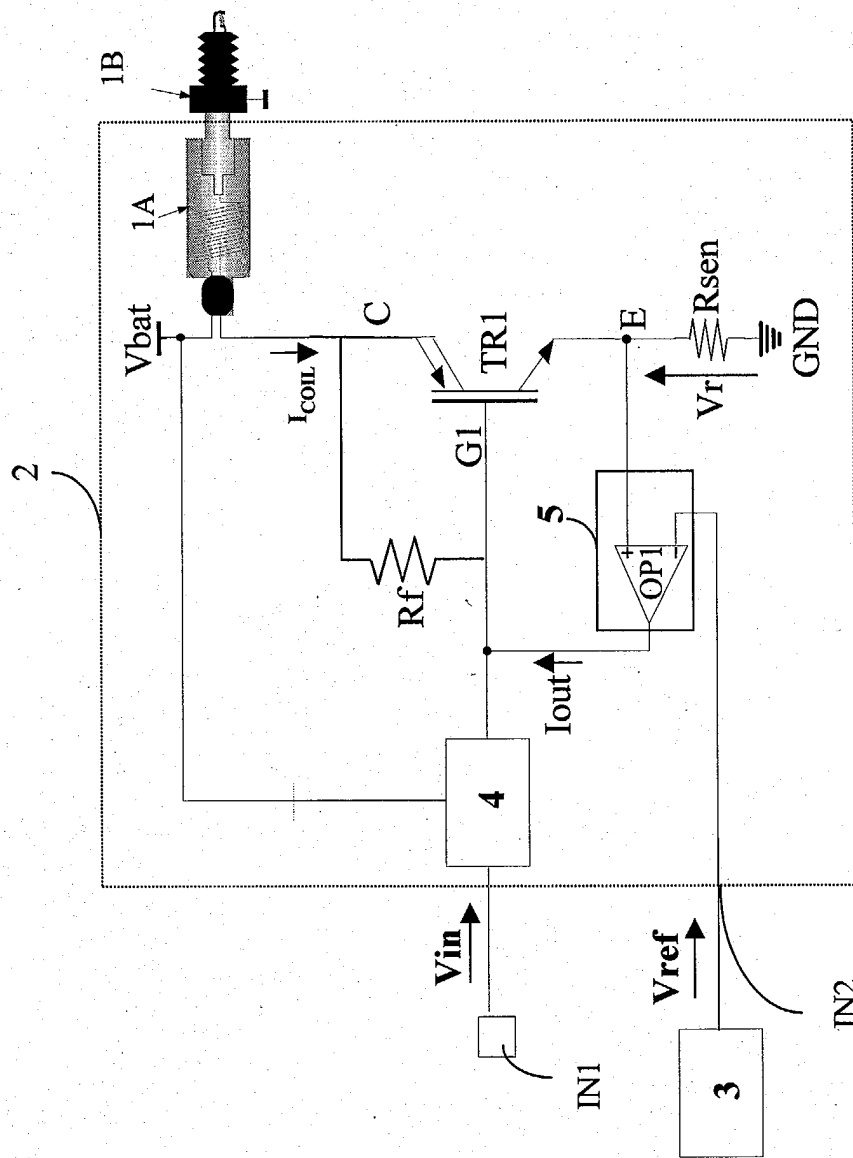 2
1A
1B
Vbat
I_COIL
C
TR1
G1
Rf
E
Rsen
Vr
GND
5
+
OP1
-
Iout
4
Vin
IN1
Vref
3
IN2